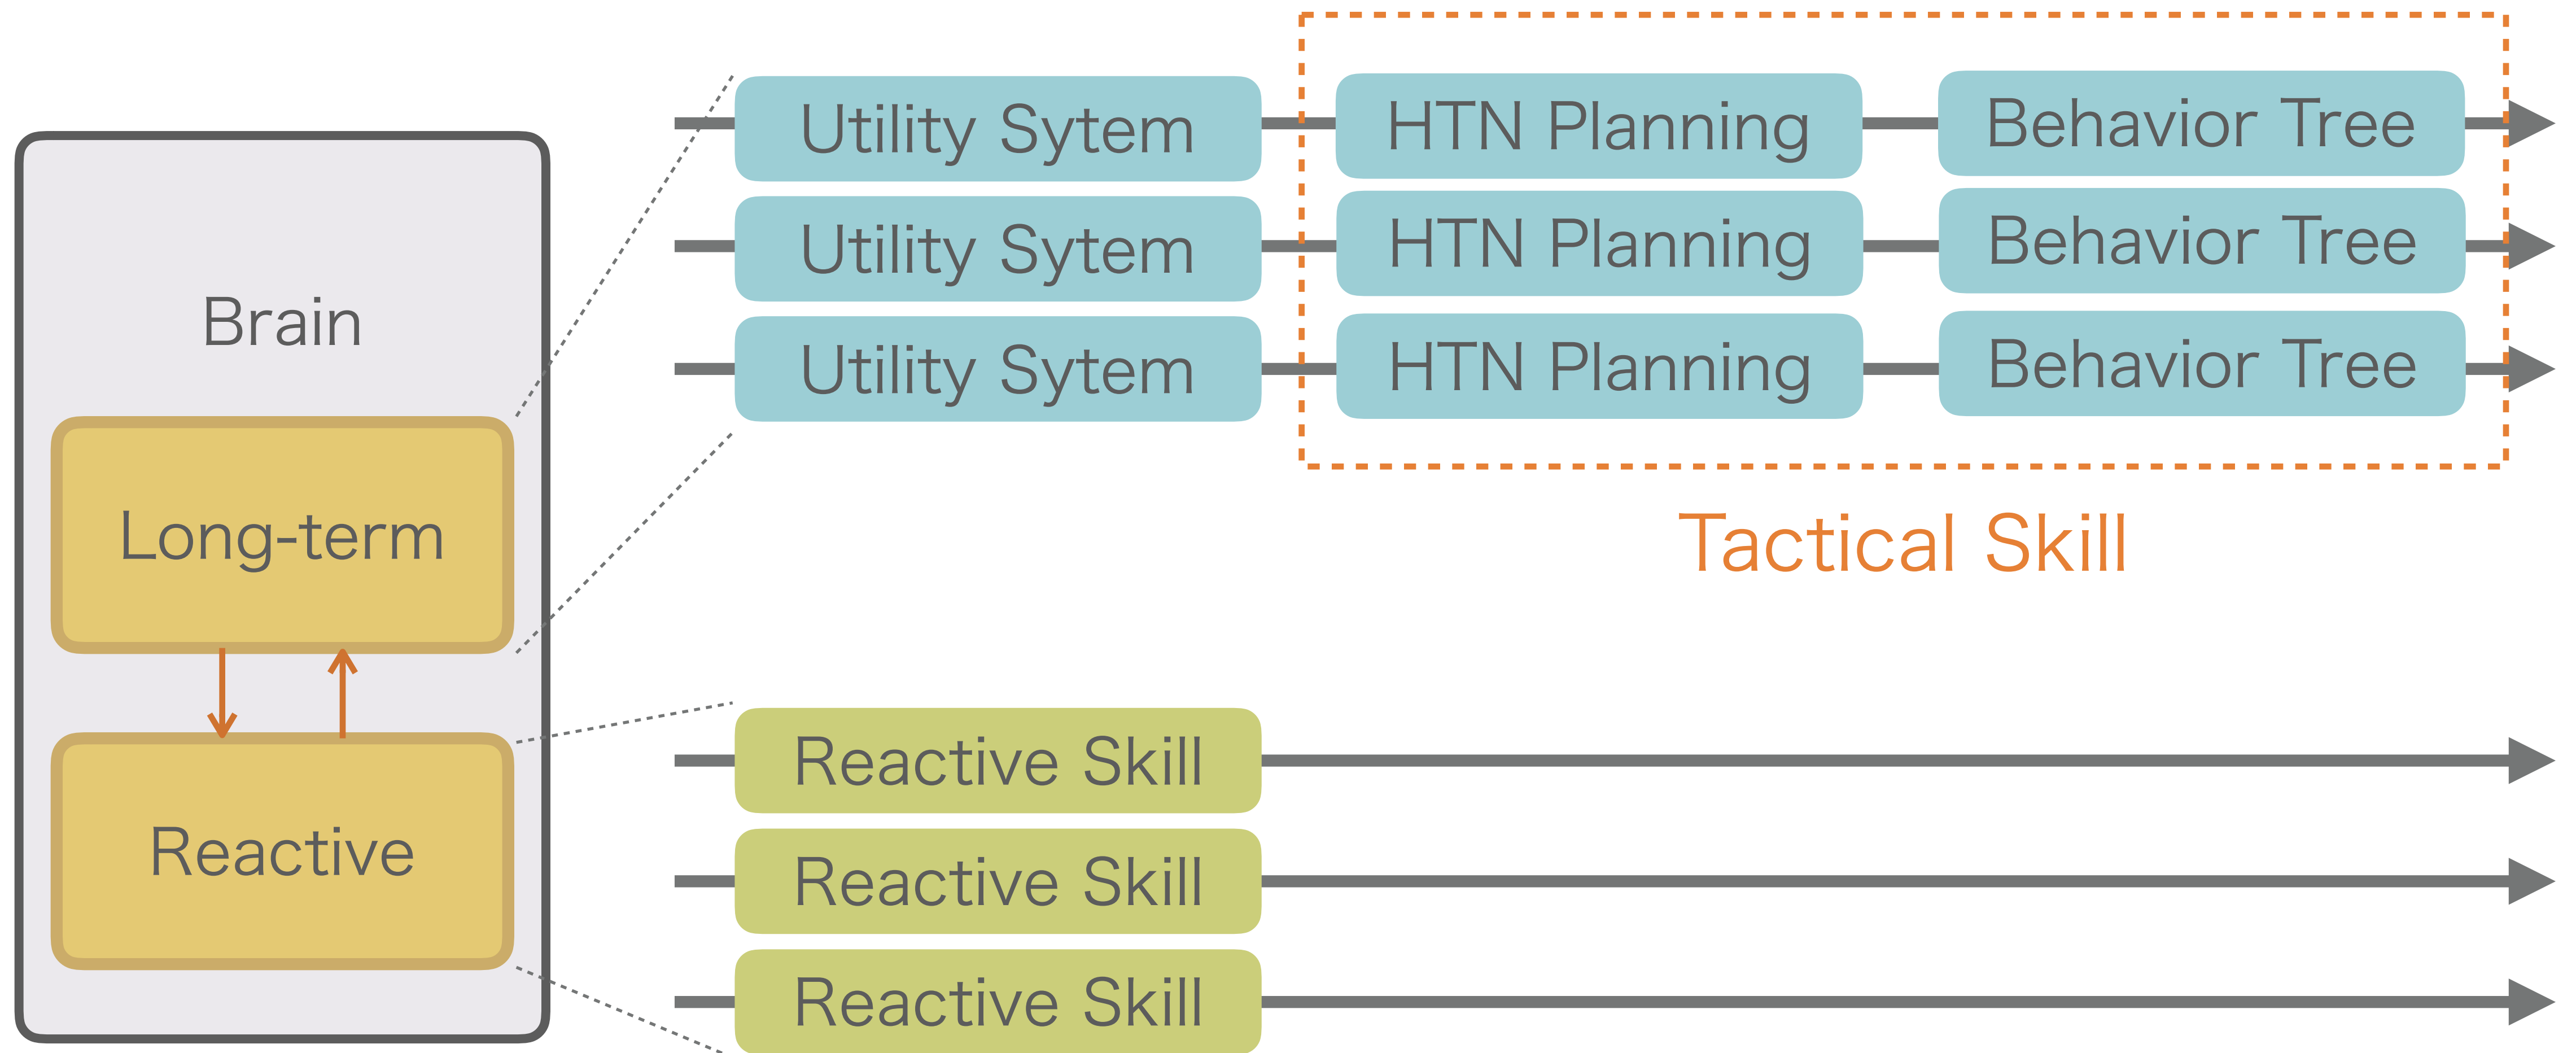 Brain
Long-term
Reactive
Utility Sytem
HTN Planning
Behavior Tree
Utility Sytem
HTN Planning
Behavior Tree
Utility Sytem
HTN Planning
Behavior Tree
Tactical Skill
Reactive Skill
Reactive Skill
Reactive Skill